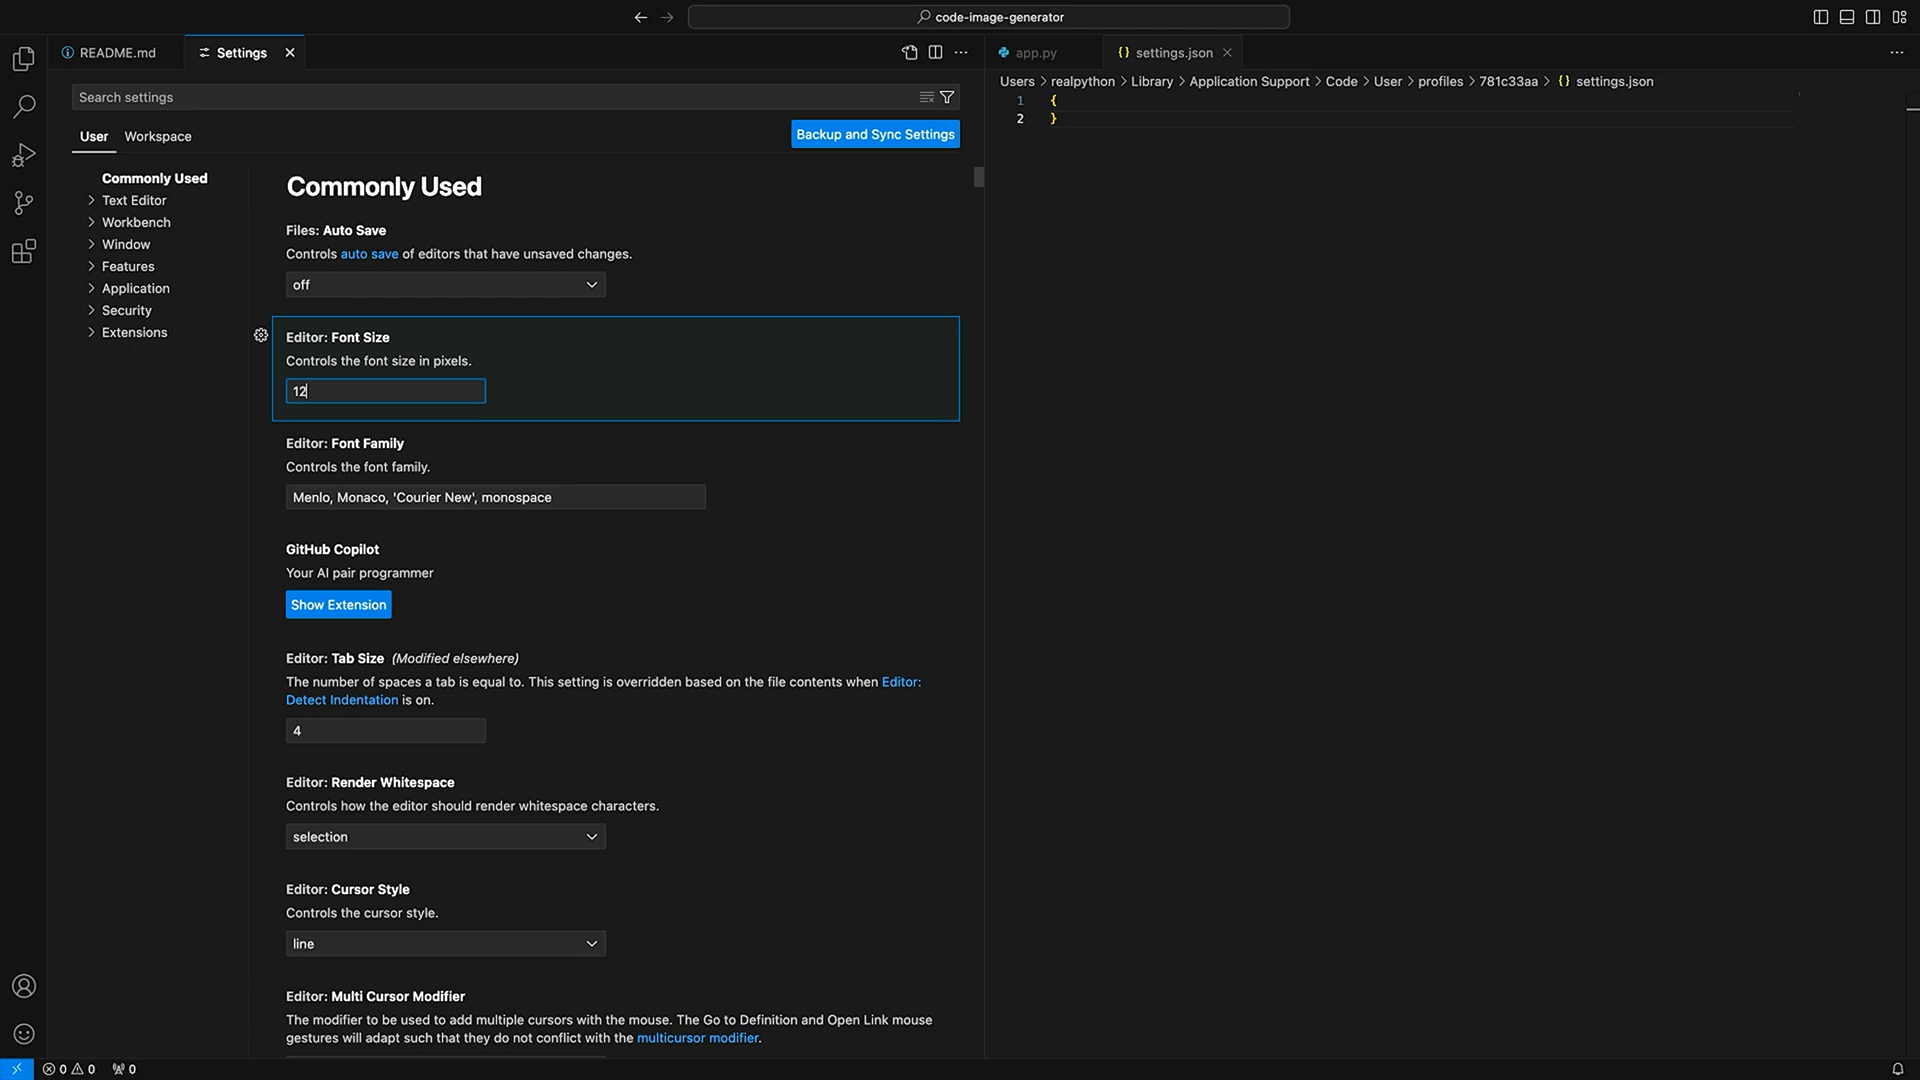 code-image-generator
README.md
Settings
app.py
{} settings.json
Search settings
Users > realpython > Library > Application Support > Code > User > profiles > 781c33aa > {} settings.json
User
Workspace
Backup and Sync Settings
1 {
2 }
Commonly Used
Text Editor
Workbench
Window
Features
Application
Security
Extensions
Commonly Used
Files: Auto Save
Controls auto save of editors that have unsaved changes.
off
Editor: Font Size
Controls the font size in pixels.
12
Editor: Font Family
Controls the font family.
Menlo, Monaco, 'Courier New', monospace
GitHub Copilot
Your AI pair programmer
Show Extension
Editor: Tab Size (Modified elsewhere)
The number of spaces a tab is equal to. This setting is overridden based on the file contents when Editor:
Detect Indentation is on.
4
Editor: Render Whitespace
Controls how the editor should render whitespace characters.
selection
Editor: Cursor Style
Controls the cursor style.
line
Editor: Multi Cursor Modifier
The modifier to be used to add multiple cursors with the mouse. The Go to Definition and Open Link mouse
gestures will adapt such that they do not conflict with the multicursor modifier.
0 0 0